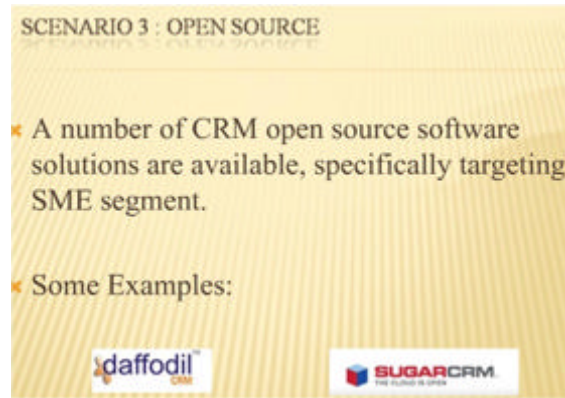 SCENARIO 3 : OPEN SOURCE
A number of CRM open source software
solutions are available, specifically targeting
SME segment.
Some Examples:
daffodil™
CRM
SUGARCRM.
THE CLOUD IS OPEN